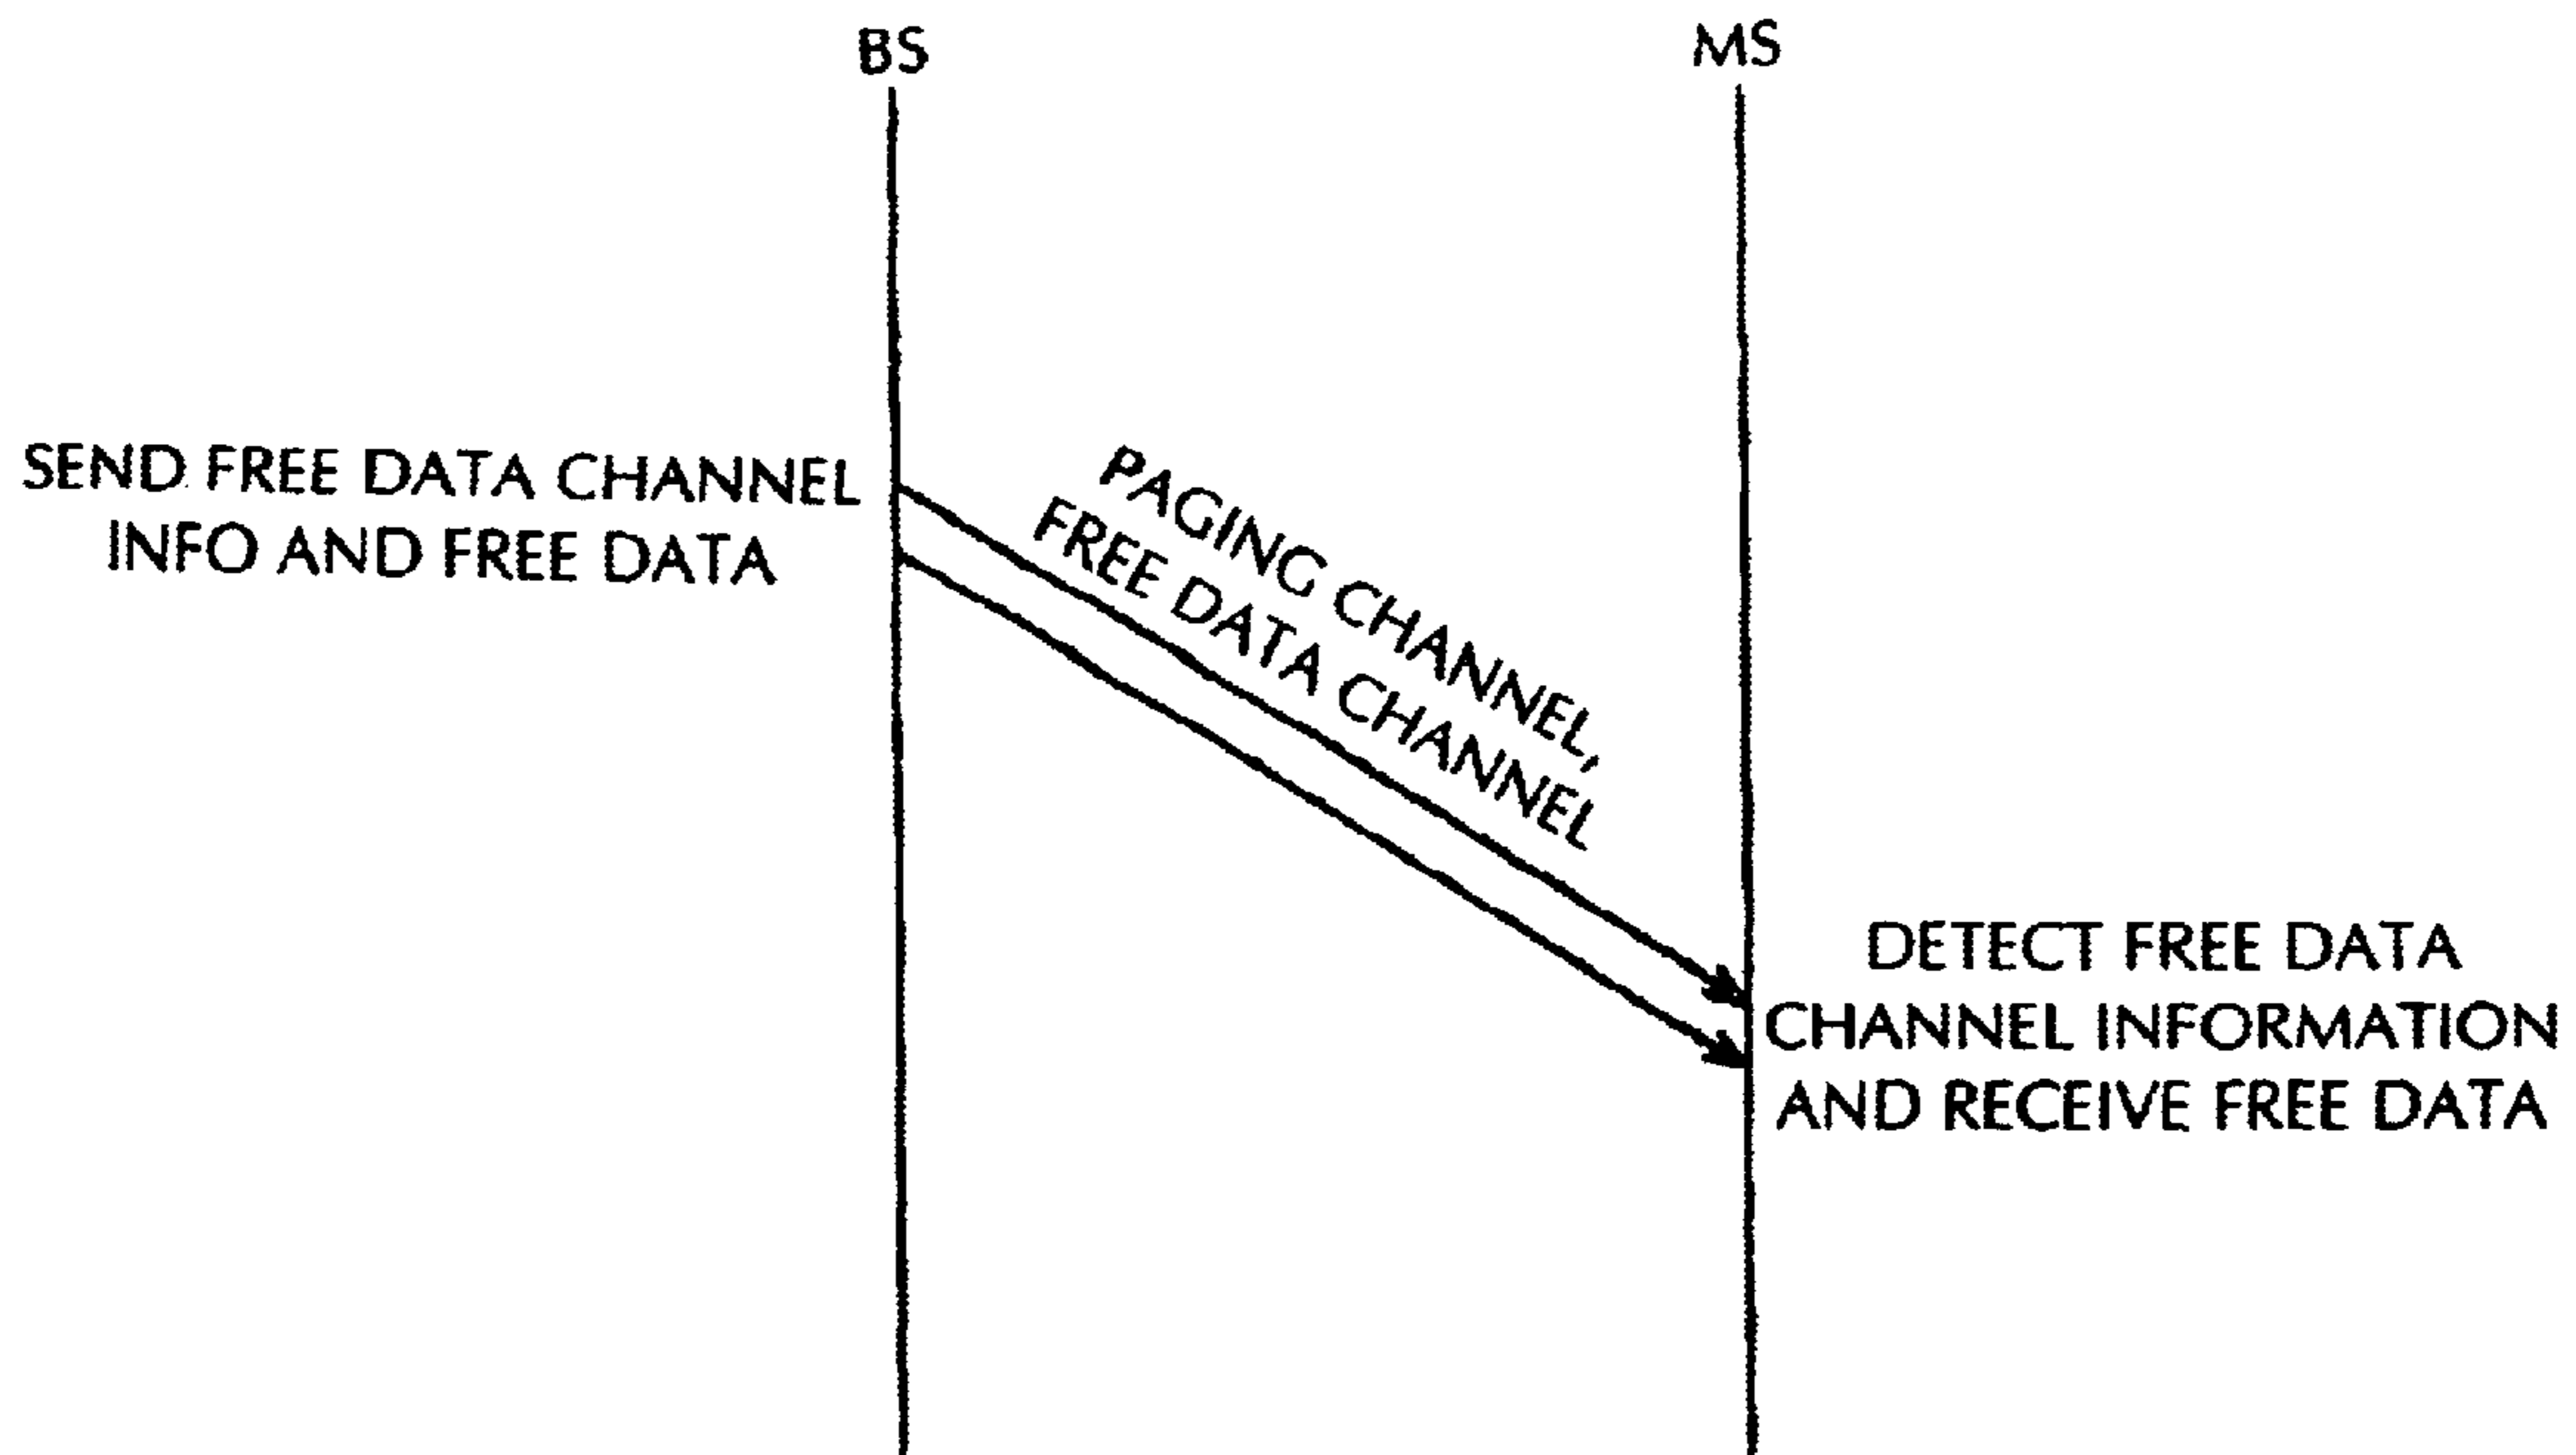 BS
MS
SEND FREE DATA CHANNEL
INFO AND FREE DATA
PAGING CHANNEL,
FREE DATA CHANNEL
DETECT FREE DATA
CHANNEL INFORMATION
AND RECEIVE FREE DATA